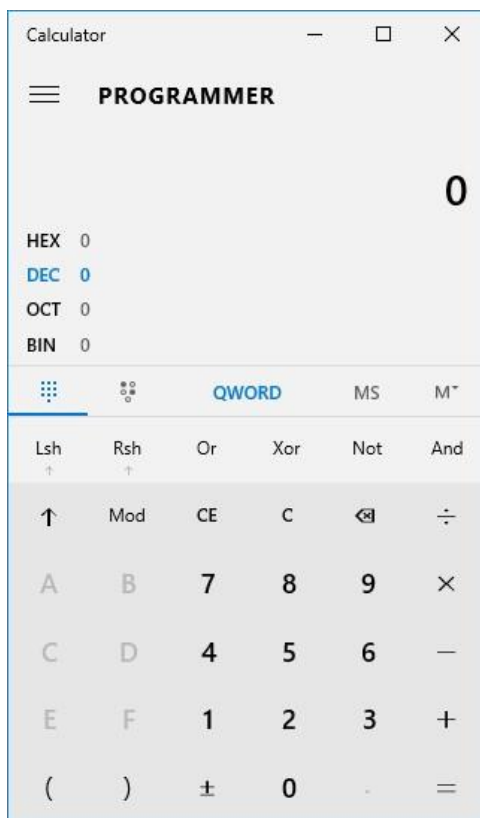 Calculator
PROGRAMMER
0
HEX 0
DEC 0
OCT 0
BIN 0
QWORD MS M
Lsh Rsh Or Xor Not And
↑ Mod CE C ÷
A B 7 8 9 ×
C D 4 5 6 −
E F 1 2 3 +
( ) ± 0 . =